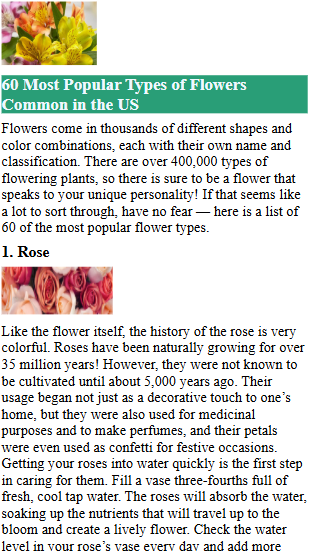 60 Most Popular Types of Flowers
Common in the US
Flowers come in thousands of different shapes and
color combinations, each with their own name and
classification. There are over 400,000 types of
flowering plants, so there is sure to be a flower that
speaks to your unique personality! If that seems like
a lot to sort through, have no fear — here is a list of
60 of the most popular flower types.
1. Rose
Like the flower itself, the history of the rose is very
colorful. Roses have been naturally growing for over
35 million years! However, they were not known to
be cultivated until about 5,000 years ago. Their
usage began not just as a decorative touch to one’s
home, but they were also used for medicinal
purposes and to make perfumes, and their petals
were even used as confetti for festive occasions.
Getting your roses into water quickly is the first step
in caring for them. Fill a vase three-fourths full of
fresh, cool tap water. The roses will absorb the water,
soaking up the nutrients that will travel up to the
bloom and create a lively flower. Check the water
level in your rose’s vase every day and add more